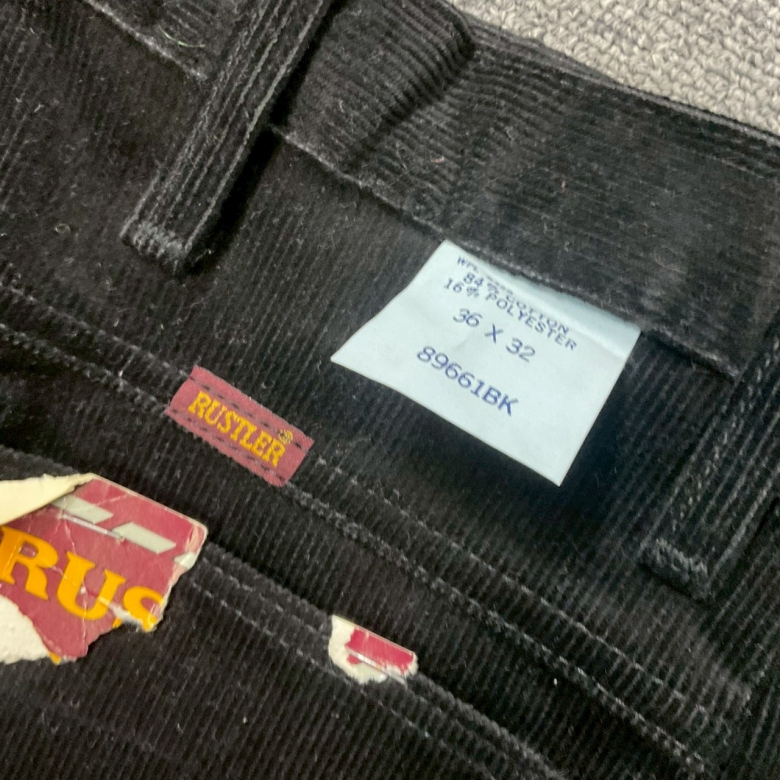 84% COTTON
16% POLYESTER
36 X 32
89661BK
RUSTLER
RUS